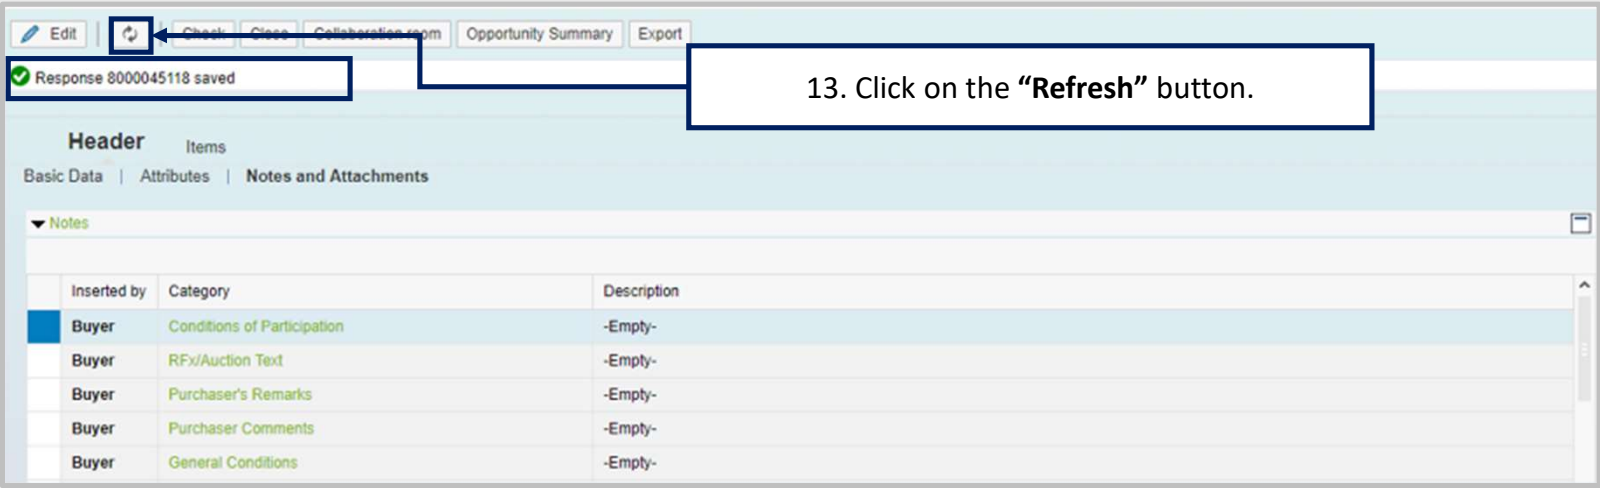 Edit Check Close Collaboration room Opportunity Summary Export
Response 8000045118 saved
13. Click on the “Refresh” button.
Header Items
Basic Data | Attributes | Notes and Attachments
Notes
Inserted by Category Description
Buyer Conditions of Participation -Empty-
Buyer RFx/Auction Text -Empty-
Buyer Purchaser's Remarks -Empty-
Buyer Purchaser Comments -Empty-
Buyer General Conditions -Empty-